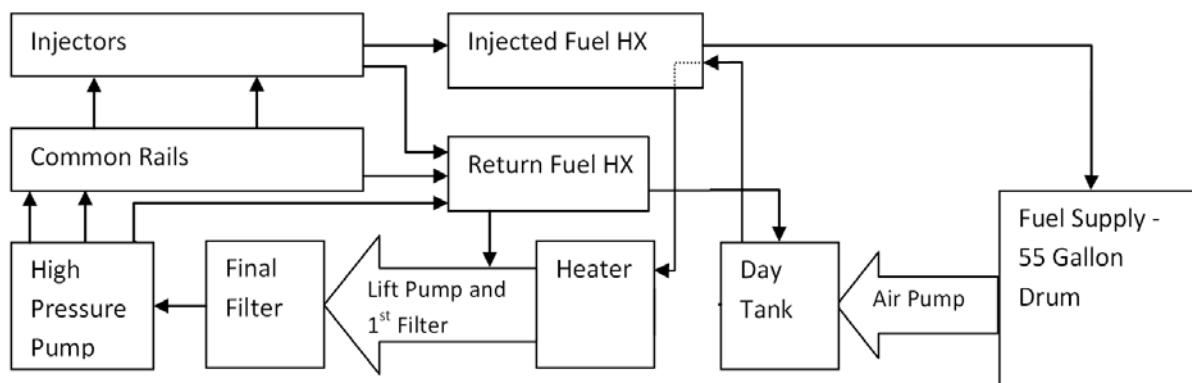 Injectors
Injected Fuel HX
Common Rails
Return Fuel HX
Fuel Supply -
55 Gallon
Drum
High
Pressure
Pump
Final
Filter
Lift Pump and
1st Filter
Heater
Day
Tank
Air Pump